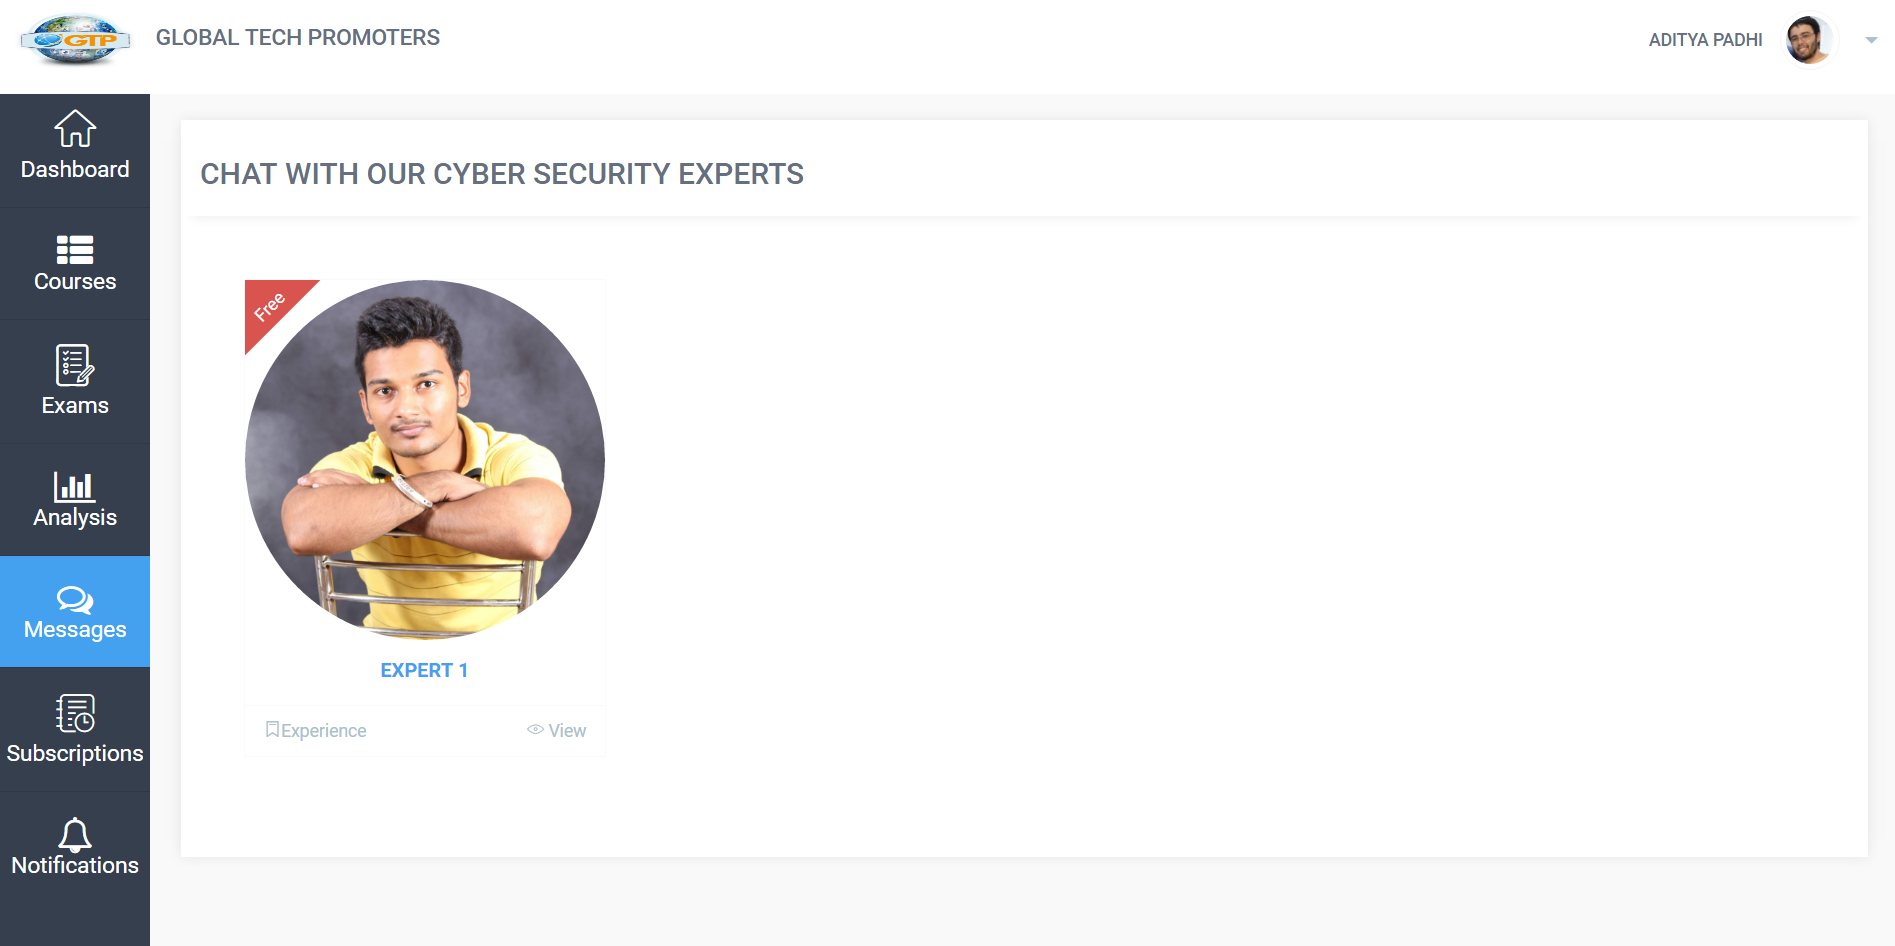 GTP
GLOBAL TECH PROMOTERS
ADITYA PADHI
Dashboard
Courses
Exams
Analysis
Messages
Subscriptions
Notifications
CHAT WITH OUR CYBER SECURITY EXPERTS
Free
EXPERT 1
Experience
View